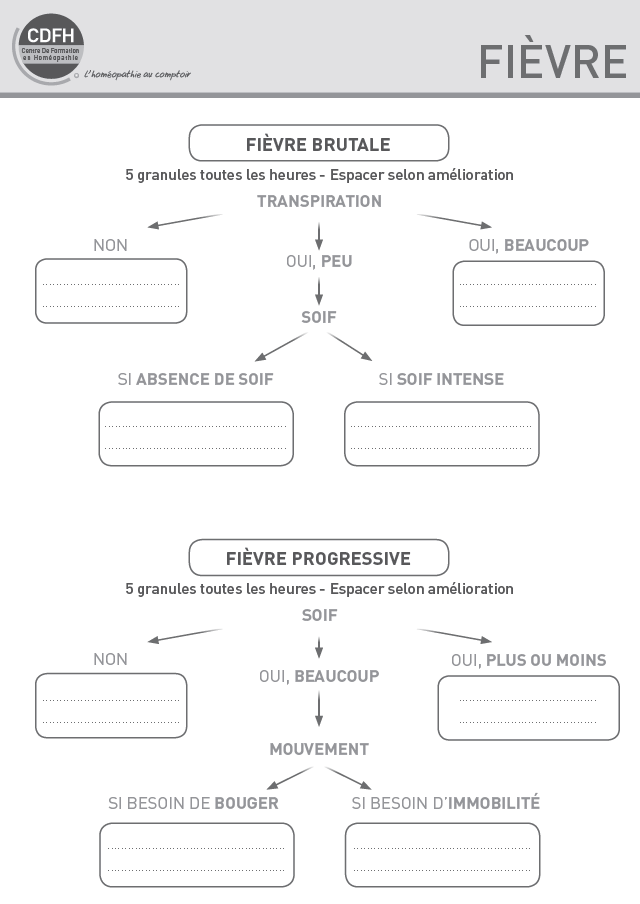 CDFH
Centre De Formation
en Homéopathie
L'homéopathie au comptoir
FIÈVRE
FIÈVRE BRUTALE
5 granules toutes les heures - Espacer selon amélioration
TRANSPIRATION
NON
OUI, PEU
OUI, BEAUCOUP
SOIF
SI ABSENCE DE SOIF
SI SOIF INTENSE
FIÈVRE PROGRESSIVE
5 granules toutes les heures - Espacer selon amélioration
SOIF
NON
OUI, BEAUCOUP
OUI, PLUS OU MOINS
MOUVEMENT
SI BESOIN DE BOUGER
SI BESOIN D'IMMOBILITÉ